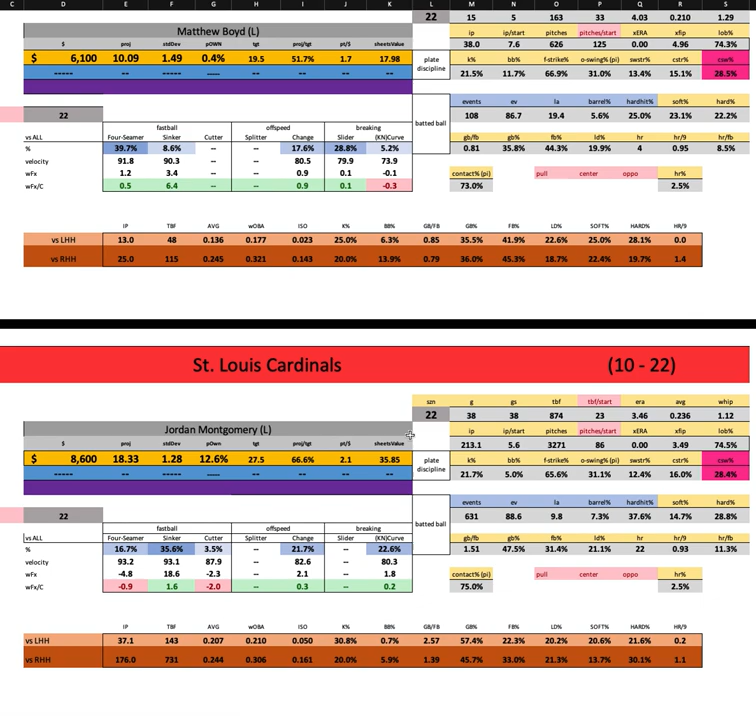 C D E F G H I J K L M N O P Q R S
22 15 5 163 33 4.03 0.210 1.29
Matthew Boyd (L) ip ip/start pitches pitches/start xERA xfip lob%
$ proj stdDev pOWN tgt proj/tgt pt/$ sheetsValue 38.0 7.6 626 125 0.00 4.96 74.3%
$ 6,100 10.09 1.49 0.4% 19.5 51.7% 1.7 17.98 plate discipline k% bb% f-strike% o-swing% (pi) swstr% cstr% csw%
----- -- -- — -- -- -- -- 21.5% 11.7% 66.9% 31.0% 13.4% 15.1% 28.5%
events ev la barrel% hardhit% soft% hard%
22 batted ball 108 86.7 19.4 5.6% 25.0% 23.1% 22.2%
fastball offspeed breaking
vs ALL Four-Seamer Sinker Cutter Splitter Change Slider (KN)Curve gb/fb gb% fb% ld% hr hr/9 hr/fb
% 39.7% 8.6% -- -- 17.6% 28.8% 5.2% 0.81 35.8% 44.3% 19.9% 4 0.95 8.5%
velocity 91.8 90.3 -- -- 80.5 79.9 73.9
wFx 1.2 3.4 -- -- 0.9 0.1 -0.1 contact% (pi) pull center oppo hr%
wFx/C 0.5 6.4 -- -- 0.9 0.1 -0.3 73.0% 2.5%
IP TBF AVG wOBA ISO K% BB% GB/FB GB% FB% LD% SOFT% HARD% HR/9
vs LHH 13.0 48 0.136 0.177 0.023 25.0% 6.3% 0.85 35.5% 41.9% 22.6% 25.0% 28.1% 0.0
vs RHH 25.0 115 0.245 0.321 0.143 20.0% 13.9% 0.79 36.0% 45.3% 18.7% 22.4% 19.7% 1.4
St. Louis Cardinals (10 - 22)
szn g gs tbf tbf/start era avg whip
22 38 38 874 23 3.46 0.236 1.12
Jordan Montgomery (L) ip ip/start pitches pitches/start xERA xfip lob%
$ proj stdDev pOwn tgt proj/tgt pt/$ sheetsValue 213.1 5.6 3271 86 0.00 3.49 74.5%
$ 8,600 18.33 1.28 12.6% 27.5 66.6% 2.1 35.85 plate discipline k% bb% f-strike% o-swing% (pi) swstr% cstr% csw%
----- -- -- — -- -- -- -- 21.7% 5.0% 65.6% 31.1% 12.4% 16.0% 28.4%
events ev la barrel% hardhit% soft% hard%
22 batted ball 631 88.6 9.8 7.3% 37.6% 14.7% 28.8%
fastball offspeed breaking
vs ALL Four-Seamer Sinker Cutter Splitter Change Slider (KN)Curve gb/fb gb% fb% ld% hr hr/9 hr/fb
% 16.7% 35.6% 3.5% -- 21.7% -- 22.6% 1.51 47.5% 31.4% 21.1% 22 0.93 11.3%
velocity 93.2 93.1 87.9 -- 82.6 -- 80.3
wFx -4.8 18.6 -2.3 -- 2.1 -- 1.8 contact% (pi) pull center oppo hr%
wFx/C -0.9 1.6 -2.0 -- 0.3 -- 0.2 75.0% 2.5%
IP TBF AVG wOBA ISO K% BB% GB/FB GB% FB% LD% SOFT% HARD% HR/9
vs LHH 37.1 143 0.207 0.210 0.050 30.8% 0.7% 2.57 57.4% 22.3% 20.2% 20.6% 21.6% 0.2
vs RHH 176.0 731 0.244 0.306 0.161 20.0% 5.9% 1.39 45.7% 33.0% 21.3% 13.7% 30.1% 1.1